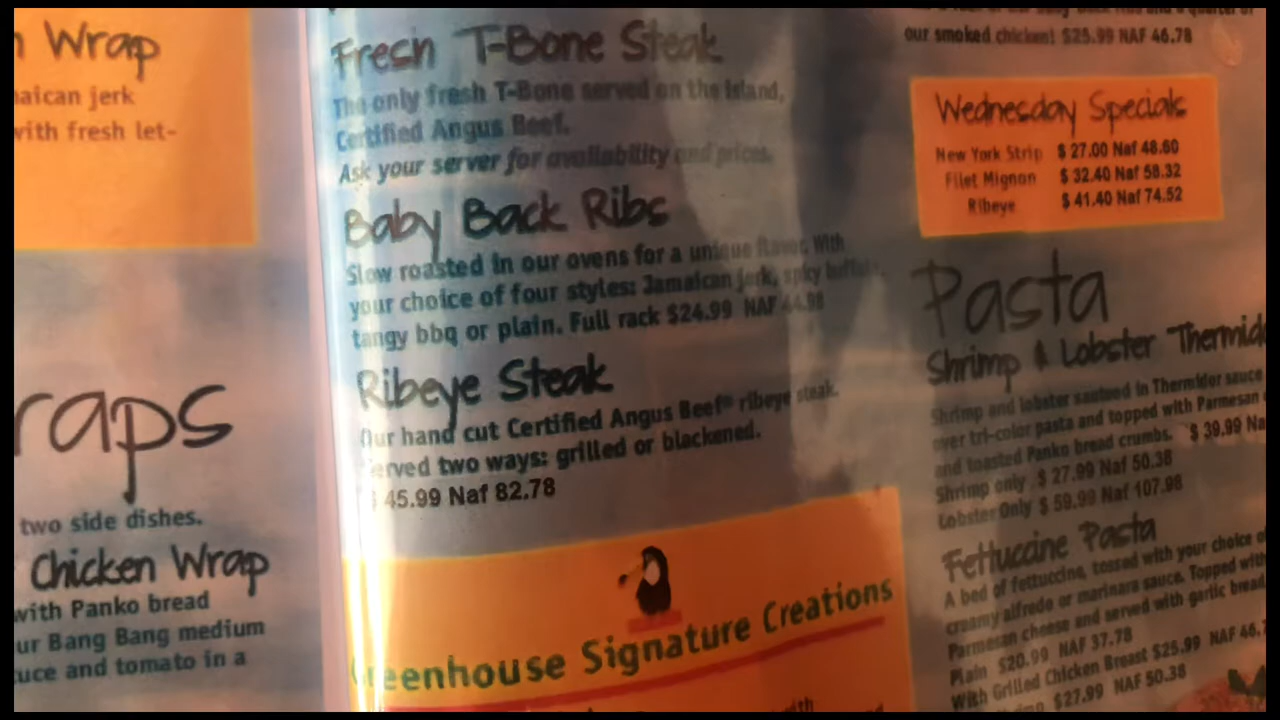 Wrap
aican jerk
with fresh let-
raps
two side dishes.
Chicken Wrap
with Panko bread
ur Bang Bang medium
uce and tomato in a
Fresh T-Bone Steak
The only fresh T-Bone served on the island,
Certified Angus Beef.
Ask your server for availability and prices.
Baby Back Ribs
Slow roasted in our ovens for a unique flavor. With
your choice of four styles: Jamaican jerk, spicy buffalo,
tangy bbq or plain. Full rack $24.99 NAF 44.98
Ribeye Steak
Our hand cut Certified Angus Beef® ribeye steak.
Served two ways: grilled or blackened.
$ 45.99 Naf 82.78
Greenhouse Signature Creations
with
our smoked chicken! $25.99 NAF 46.78
Wednesday Specials
New York Strip $ 27.00 Naf 48.60
Filet Mignon $ 32.40 Naf 58.32
Ribeye $ 41.40 Naf 74.52
Pasta
Shrimp & Lobster Thermid
Shrimp and lobster sauteed in Thermidor sauce
over tri-color pasta and topped with Parmesan
and toasted Panko bread crumbs. $ 39.99 Na
Shrimp only $ 27.99 Naf 50.38
Lobster Only $ 59.99 Naf 107.98
Fettuccine Pasta
A bed of fettuccine, tossed with your choice of
creamy alfredo or marinara sauce. Topped with
Parmesan cheese and served with garlic bread
Plain $20.99 NAF 37.78
With Grilled Chicken Breast $25.99 NAF 46.7
$27.99 NAF 50.38